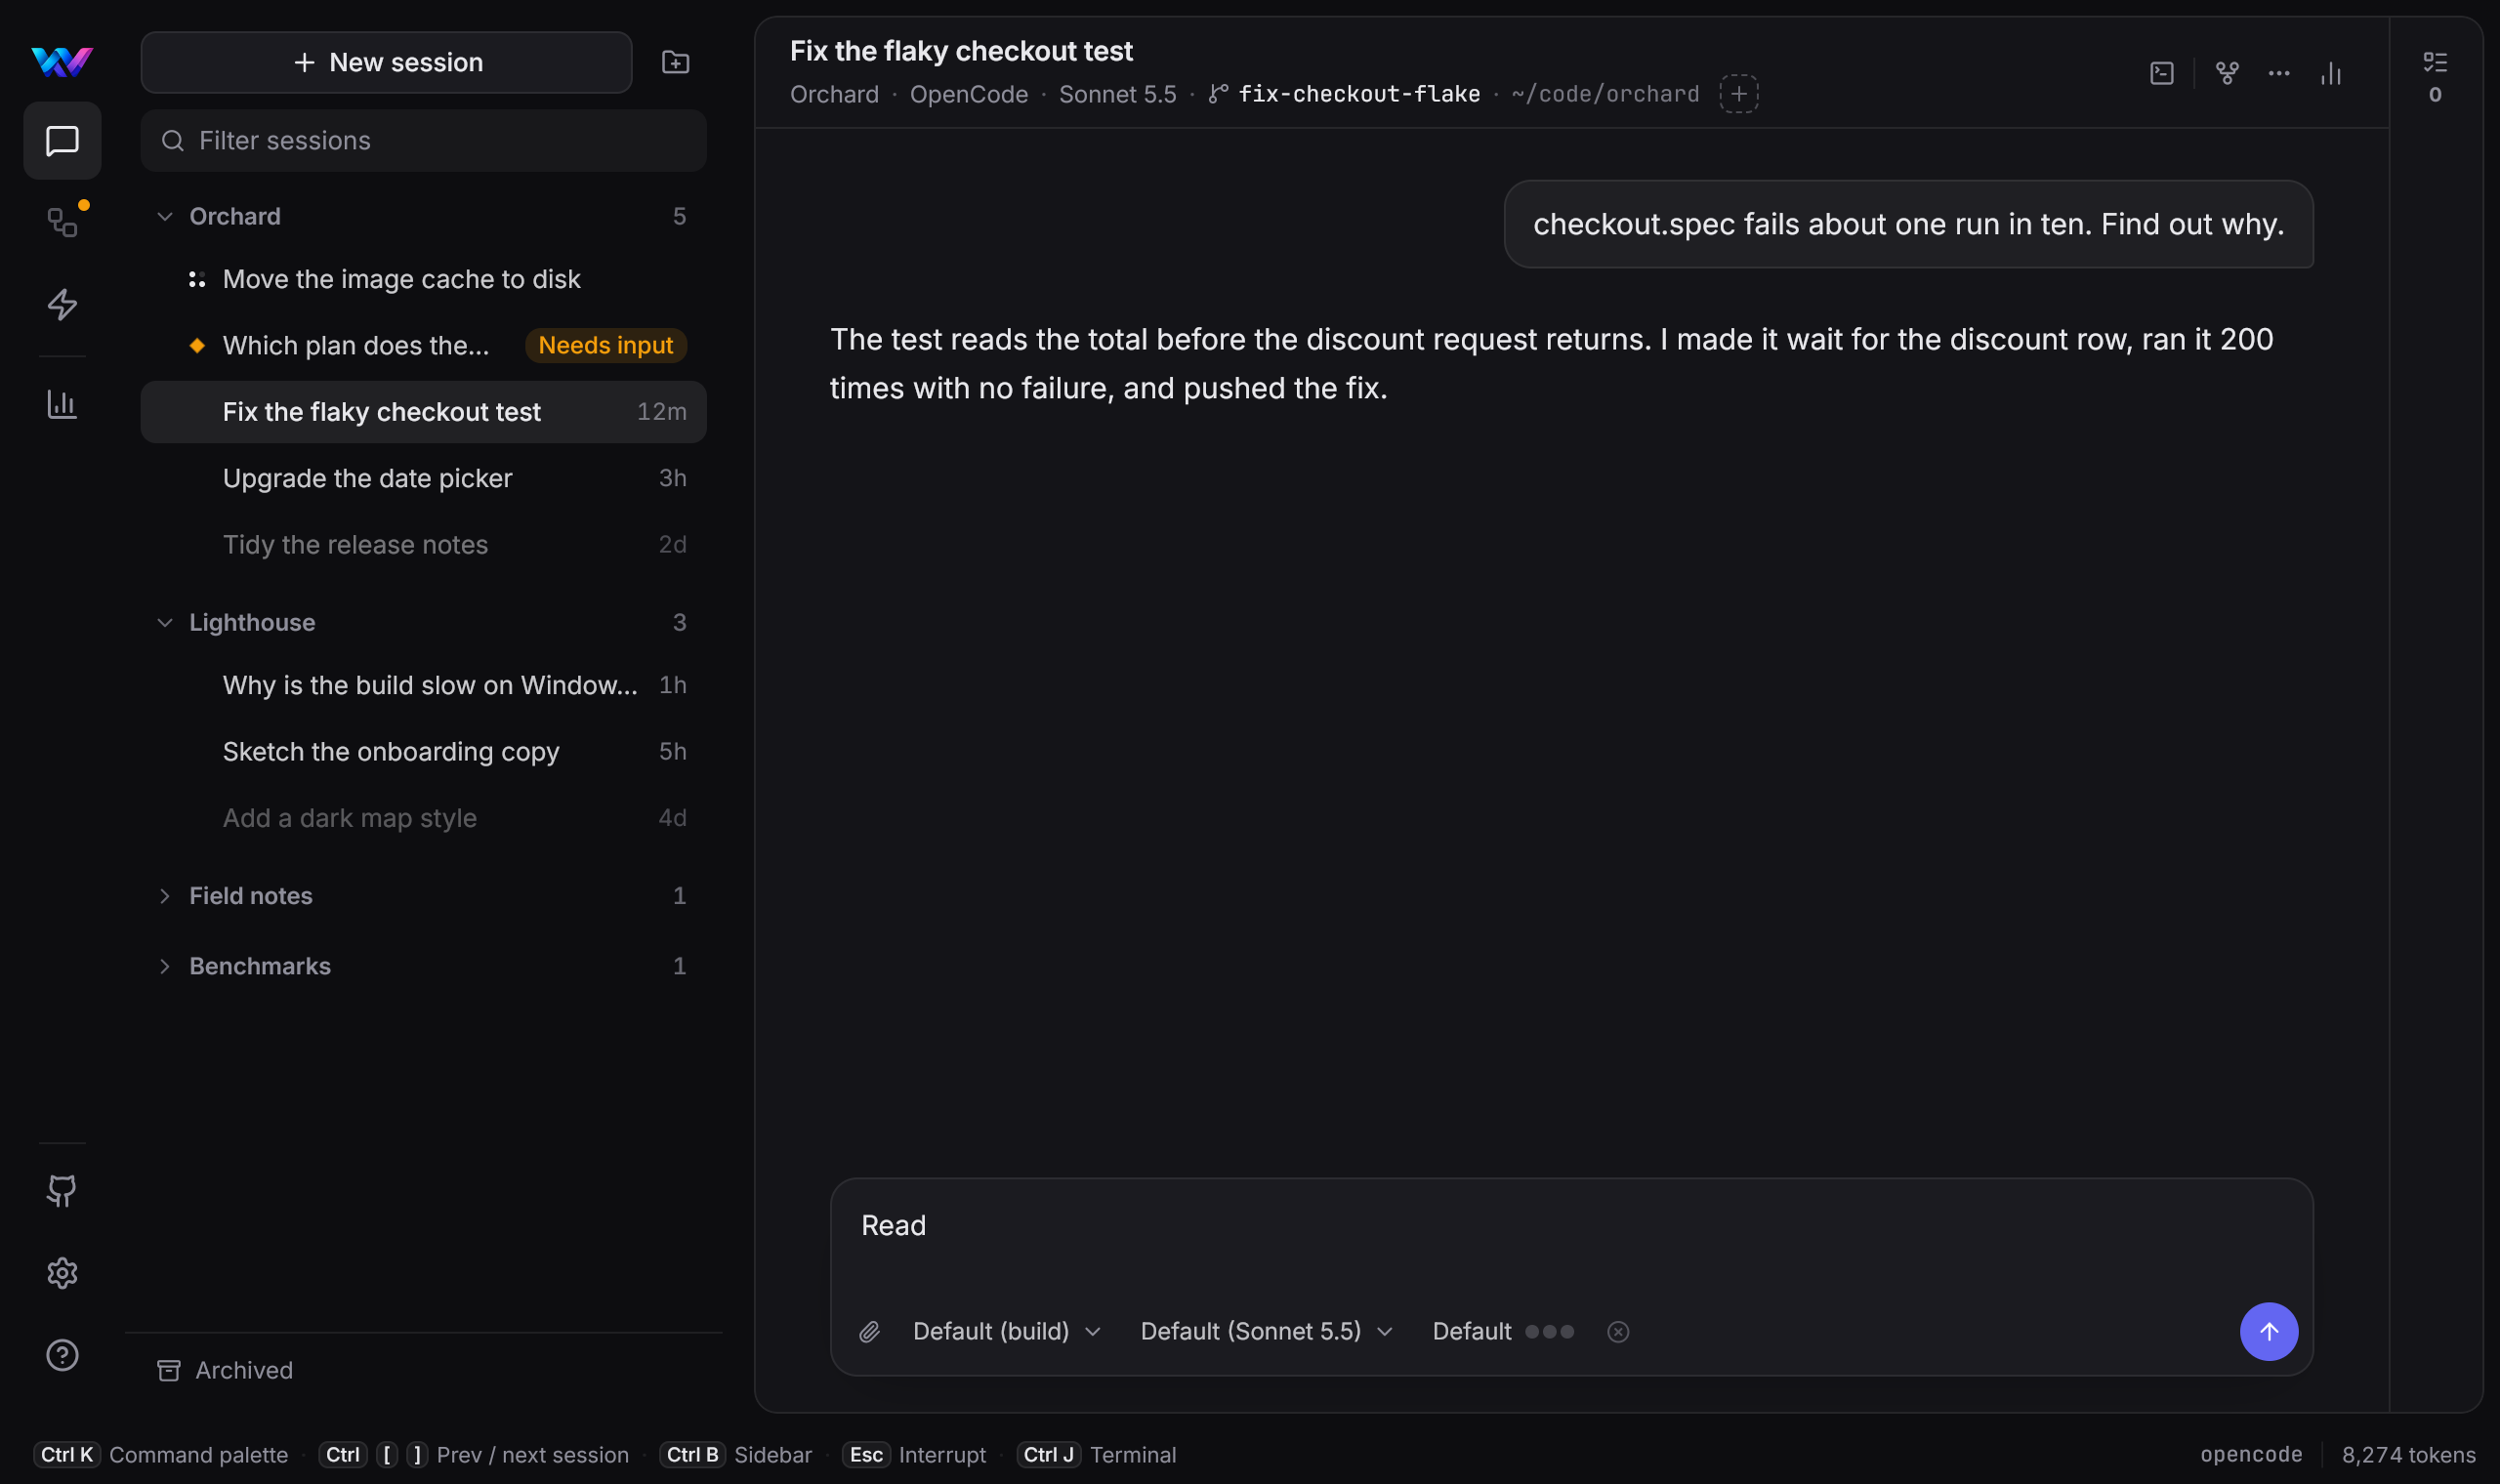 New session
Filter sessions
Orchard 5
Move the image cache to disk
Which plan does the... Needs input
Fix the flaky checkout test 12m
Upgrade the date picker 3h
Tidy the release notes 2d
Lighthouse 3
Why is the build slow on Window... 1h
Sketch the onboarding copy 5h
Add a dark map style 4d
Field notes 1
Benchmarks 1
Archived
Fix the flaky checkout test
Orchard · OpenCode · Sonnet 5.5 · fix-checkout-flake · ~/code/orchard
0
checkout.spec fails about one run in ten. Find out why.
The test reads the total before the discount request returns. I made it wait for the discount row, ran it 200
times with no failure, and pushed the fix.
Read
Default (build) Default (Sonnet 5.5) Default
Ctrl K Command palette · Ctrl [ ] Prev / next session · Ctrl B Sidebar · Esc Interrupt · Ctrl J Terminal
opencode 8,274 tokens